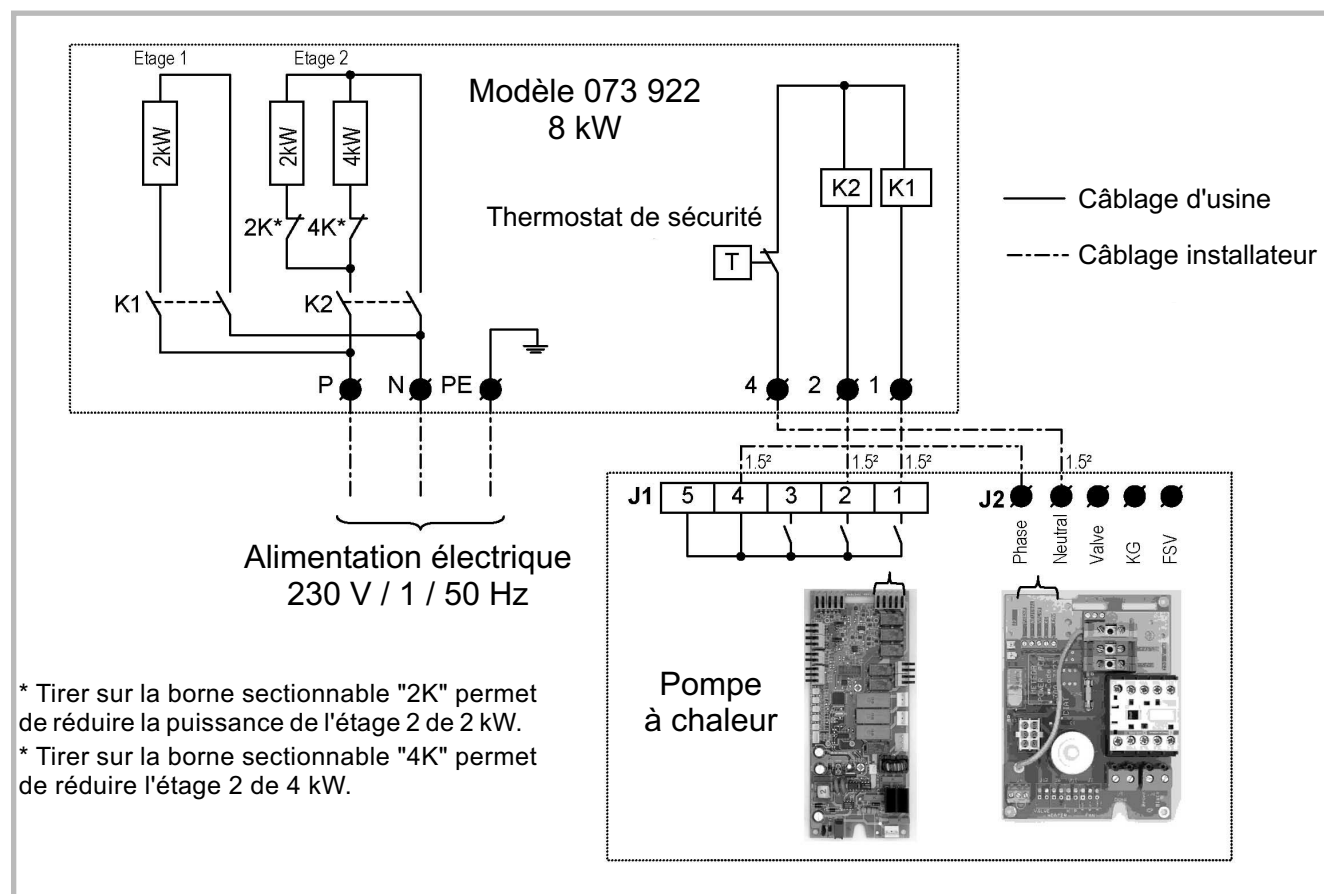 Etage 1
Etage 2
Modèle 073 922
8 kW
2kW
2kW
4kW
K2
K1
Thermostat de sécurité
2K*
4K*
T
K1
K2
Câblage d'usine
Câblage installateur
P
N
PE
4
2
1
1.5²
1.5²
1.5²
1.5²
J1
5
4
3
2
1
J2
Phase
Neutral
Valve
KG
FSV
Alimentation électrique
230 V / 1 / 50 Hz
Pompe
à chaleur
* Tirer sur la borne sectionnable "2K" permet
de réduire la puissance de l'étage 2 de 2 kW.
* Tirer sur la borne sectionnable "4K" permet
de réduire l'étage 2 de 4 kW.